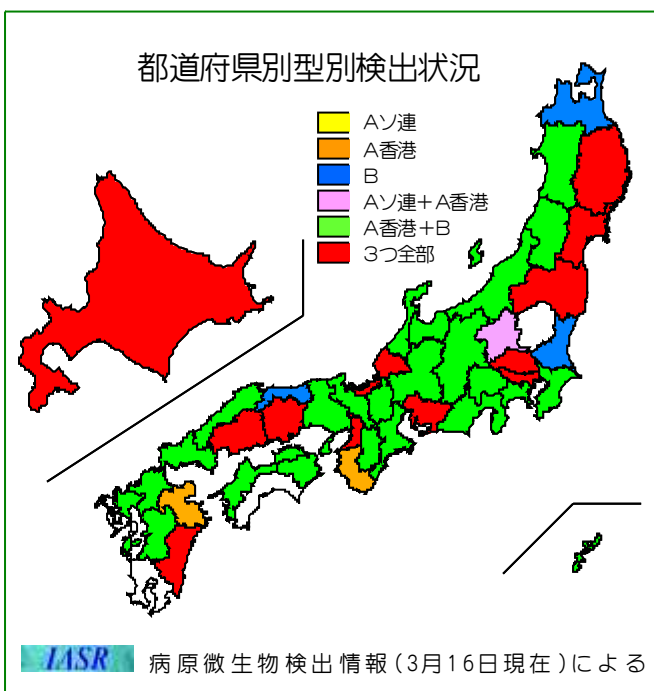 都道府県別型別検出状況
Aソ連
A香港
B
Aソ連＋A香港
A香港＋B
3つ全部
IASR 病原微生物検出情報(3月16日現在)による